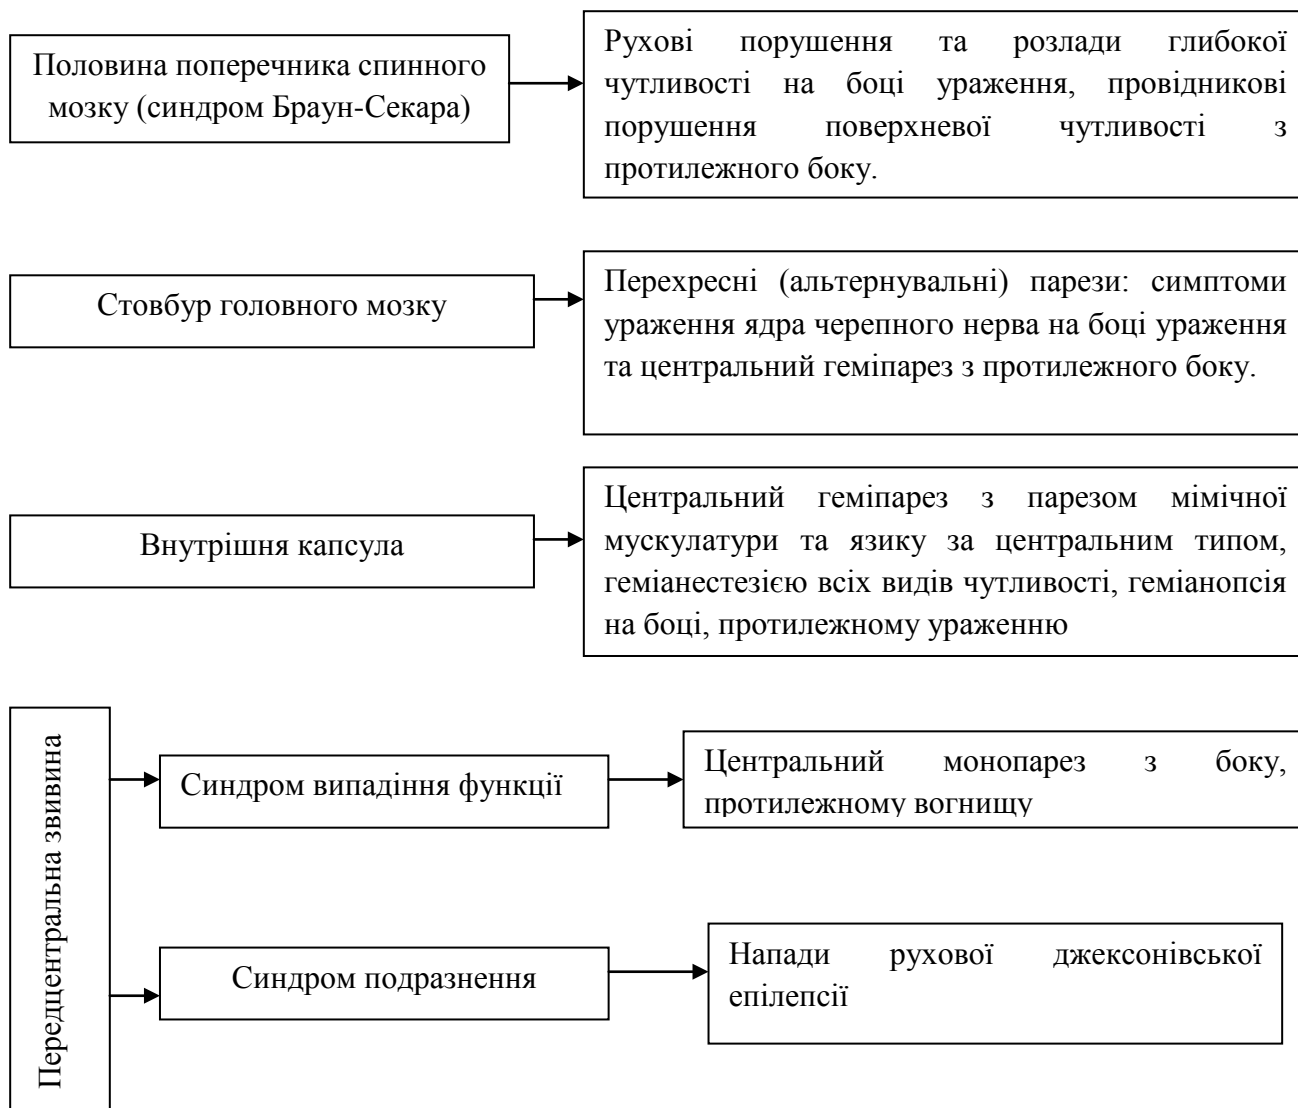 Половина поперечника спинного
мозку (синдром Браун-Секара)
Рухові порушення та розлади глибокої
чутливості на боці ураження, провідникові
порушення поверхневої чутливості з
протилежного боку.
Стовбур головного мозку
Перехресні (альтернувальні) парези: симптоми
ураження ядра черепного нерва на боці ураження
та центральний геміпарез з протилежного боку.
Внутрішня капсула
Центральний геміпарез з парезом мімічної
мускулатури та язику за центральним типом,
геміанестезією всіх видів чутливості, геміанопсія
на боці, протилежному ураженню
Передцентральна звивина
Синдром випадіння функції
Центральний монопарез з боку,
протилежному вогнищу
Синдром подразнення
Напади рухової джексонівської
епілепсії